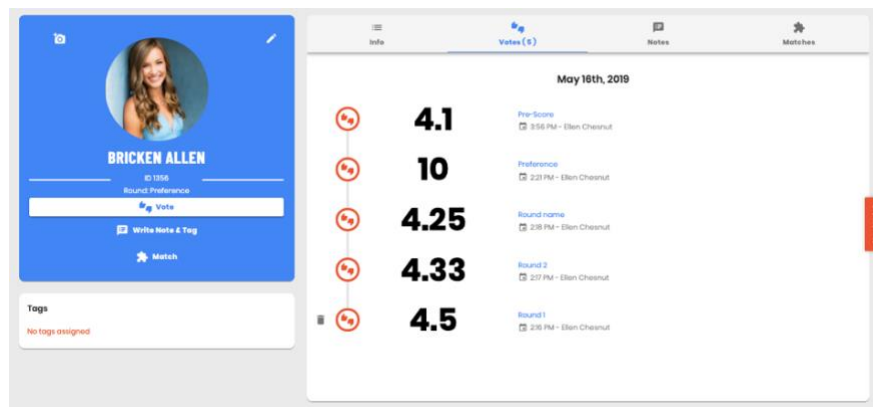 BRICKEN ALLEN
ID 1356
Round: Preference
Vote
Write Note & Tag
Match
Tags
No tags assigned
Info
Votes (5)
Notes
Matches
May 16th, 2019
4.1
Pre-Score
3:56 PM - Ellen Chesnut
10
Preference
2:21 PM - Ellen Chesnut
4.25
Round name
2:18 PM - Ellen Chesnut
4.33
Round 2
2:17 PM - Ellen Chesnut
4.5
Round 1
2:16 PM - Ellen Chesnut